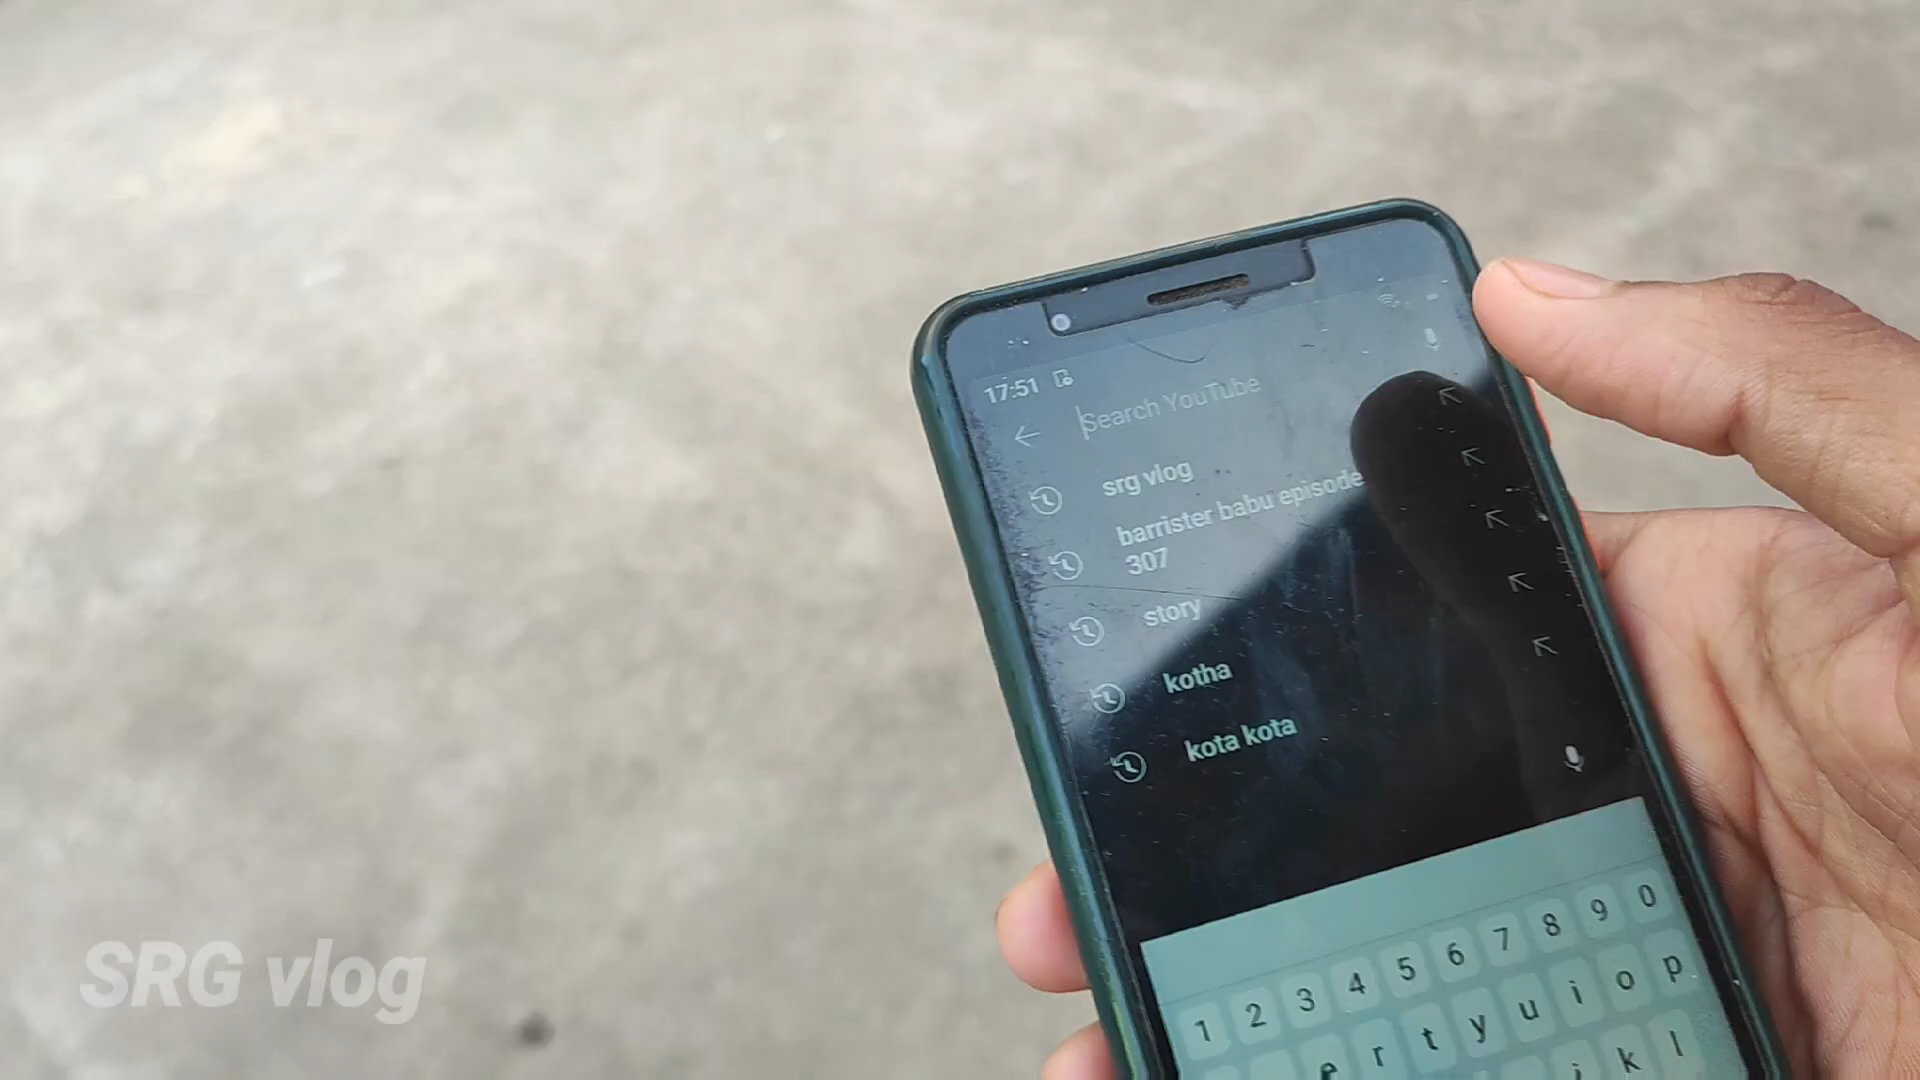 17:51
Search YouTube
srg vlog
barrister babu episode
307
story
kotha
kota kota
1 2 3 4 5 6 7 8 9 0
e r t y u i o p
j k l
SRG vlog